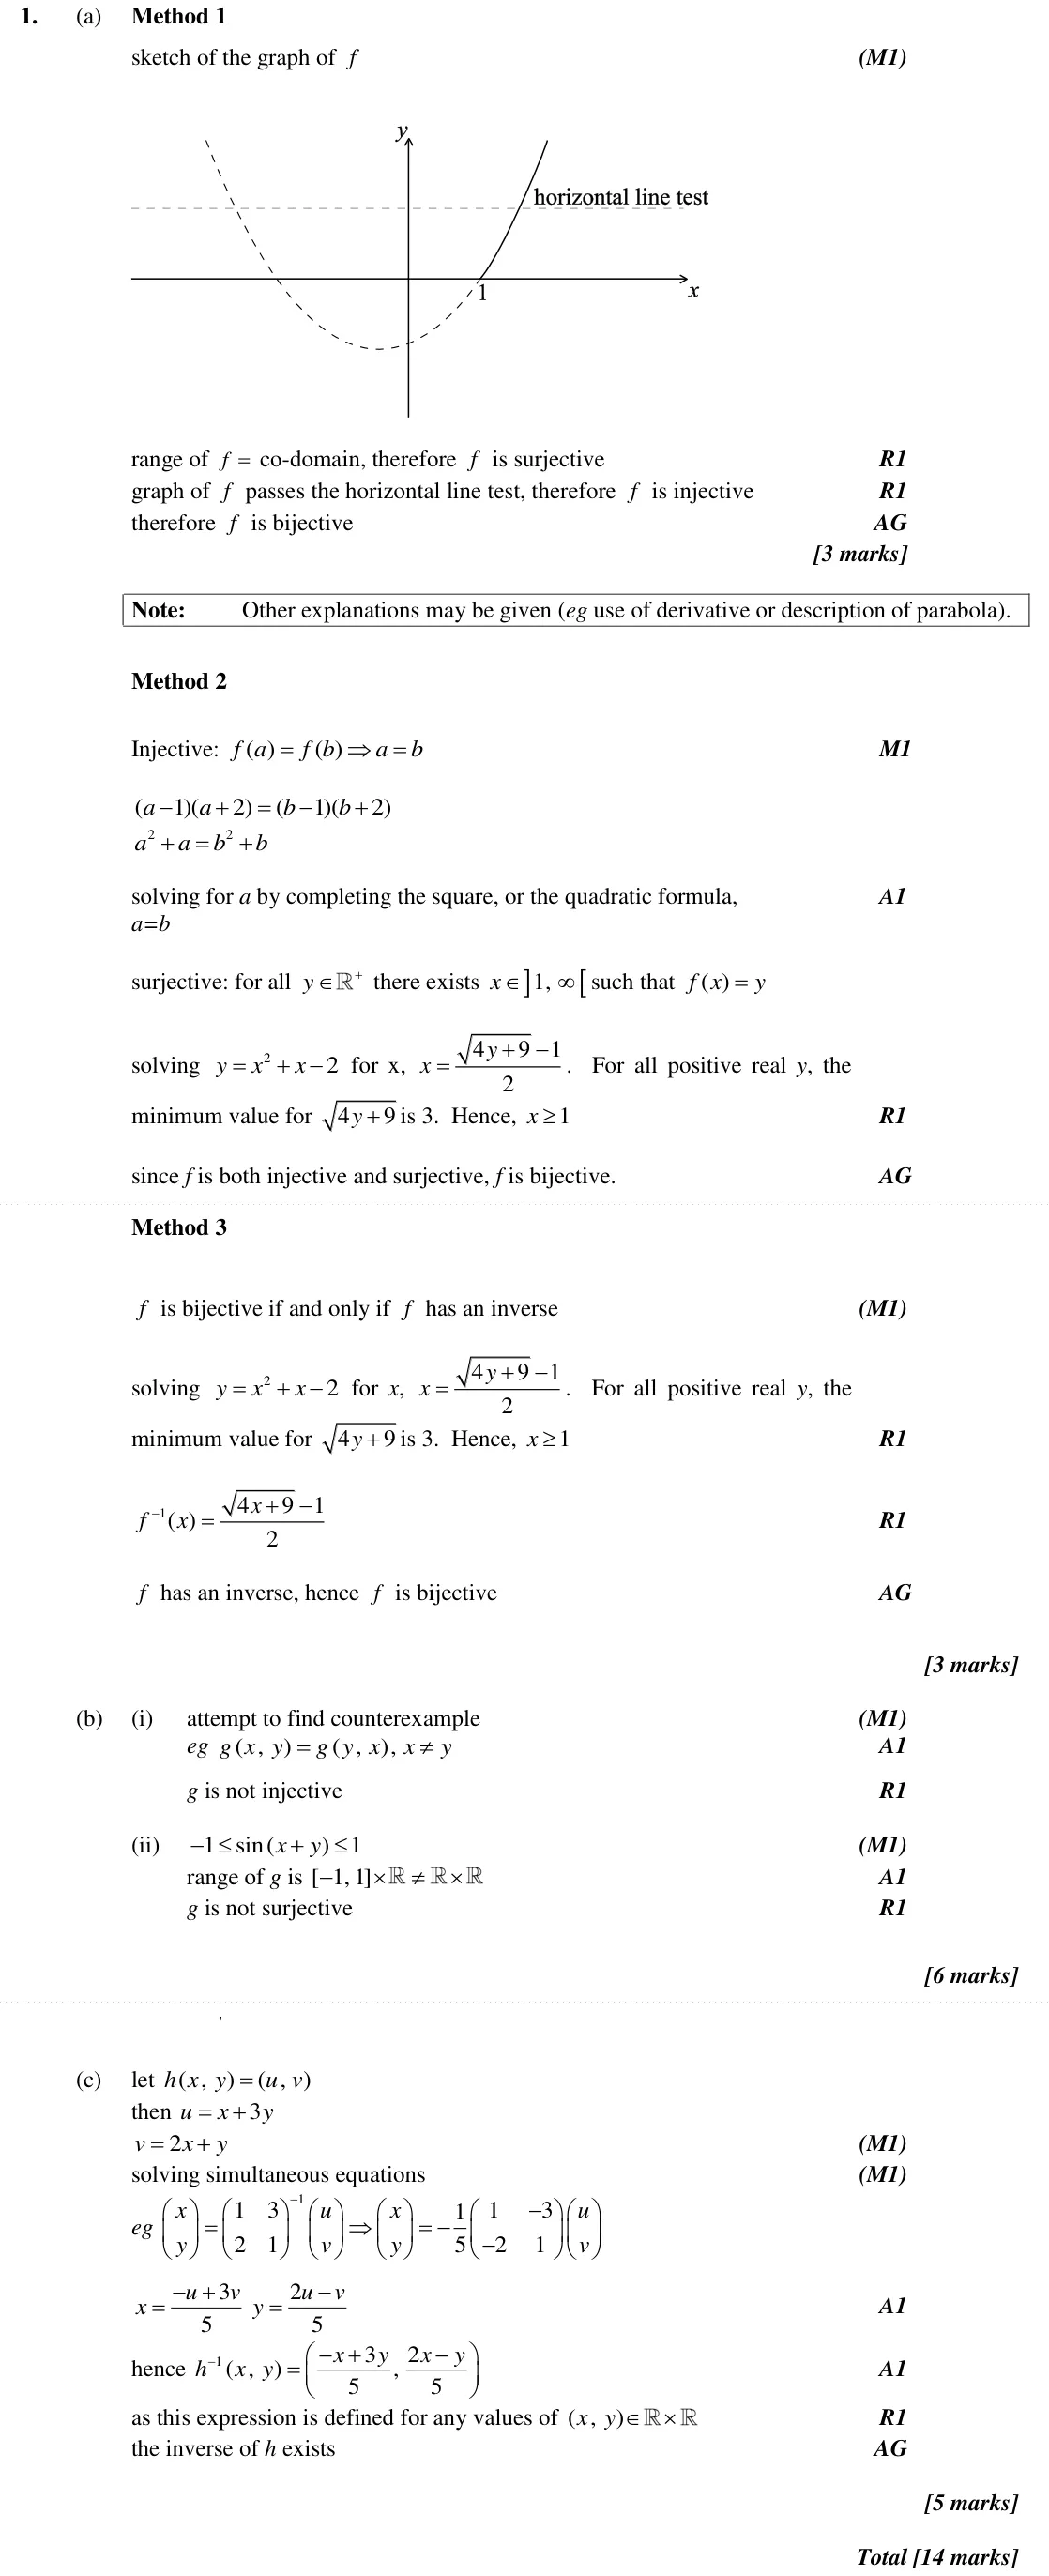 1. (a) Method 1
sketch of the graph of f (M1)
y
horizontal line test
1
x
range of f = co-domain, therefore f is surjective R1
graph of f passes the horizontal line test, therefore f is injective R1
therefore f is bijective AG
[3 marks]
Note: Other explanations may be given (eg use of derivative or description of parabola).
Method 2
Injective: f(a) = f(b) ⇒ a = b M1
(a−1)(a+2) = (b−1)(b+2)
a² + a = b² + b
solving for a by completing the square, or the quadratic formula, A1
a=b
surjective: for all y ∈ ℝ⁺ there exists x ∈ ]1, ∞[ such that f(x) = y
solving y = x² + x − 2 for x, x = (√(4y+9) −1)/2. For all positive real y, the
minimum value for √(4y+9) is 3. Hence, x ≥ 1 R1
since f is both injective and surjective, f is bijective. AG
Method 3
f is bijective if and only if f has an inverse (M1)
solving y = x² + x − 2 for x, x = (√(4y+9) −1)/2. For all positive real y, the
minimum value for √(4y+9) is 3. Hence, x ≥ 1 R1
f⁻¹(x) = (√(4x+9) −1)/2 R1
f has an inverse, hence f is bijective AG
[3 marks]
(b) (i) attempt to find counterexample (M1)
eg g(x, y) = g(y, x), x ≠ y A1
g is not injective R1
(ii) −1 ≤ sin(x + y) ≤ 1 (M1)
range of g is [−1, 1]×ℝ ≠ ℝ×ℝ A1
g is not surjective R1
[6 marks]
(c) let h(x, y) = (u, v)
then u = x + 3y
v = 2x + y (M1)
solving simultaneous equations (M1)
eg (x y) = (1 3 2 1)⁻¹ (u v) ⇒ (x y) = −1/5 (1 −3 −2 1)(u v)
x = (−u + 3v)/5 y = (2u − v)/5 A1
hence h⁻¹(x, y) = ((−x + 3y)/5, (2x − y)/5) A1
as this expression is defined for any values of (x, y) ∈ ℝ×ℝ R1
the inverse of h exists AG
[5 marks]
Total [14 marks]